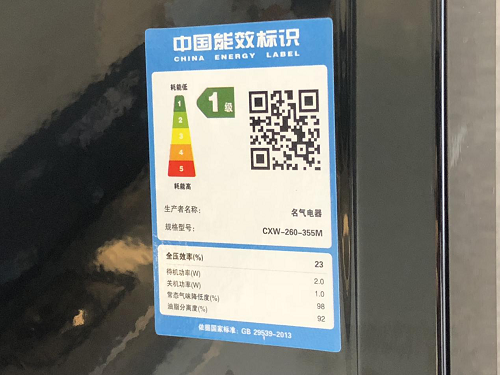 中国能效标识
CHINA ENERGY LABEL
耗能低
1
2
3
4
5
耗能高
1级
生产者名称: 名气电器
规格型号: CXW-260-355M
全压效率(%) 23
待机功率(W) 2.0
关机功率(W) 1.0
常态气味降低度(%) 98
油脂分离度(%) 92
依据国家标准: GB 29539-2013